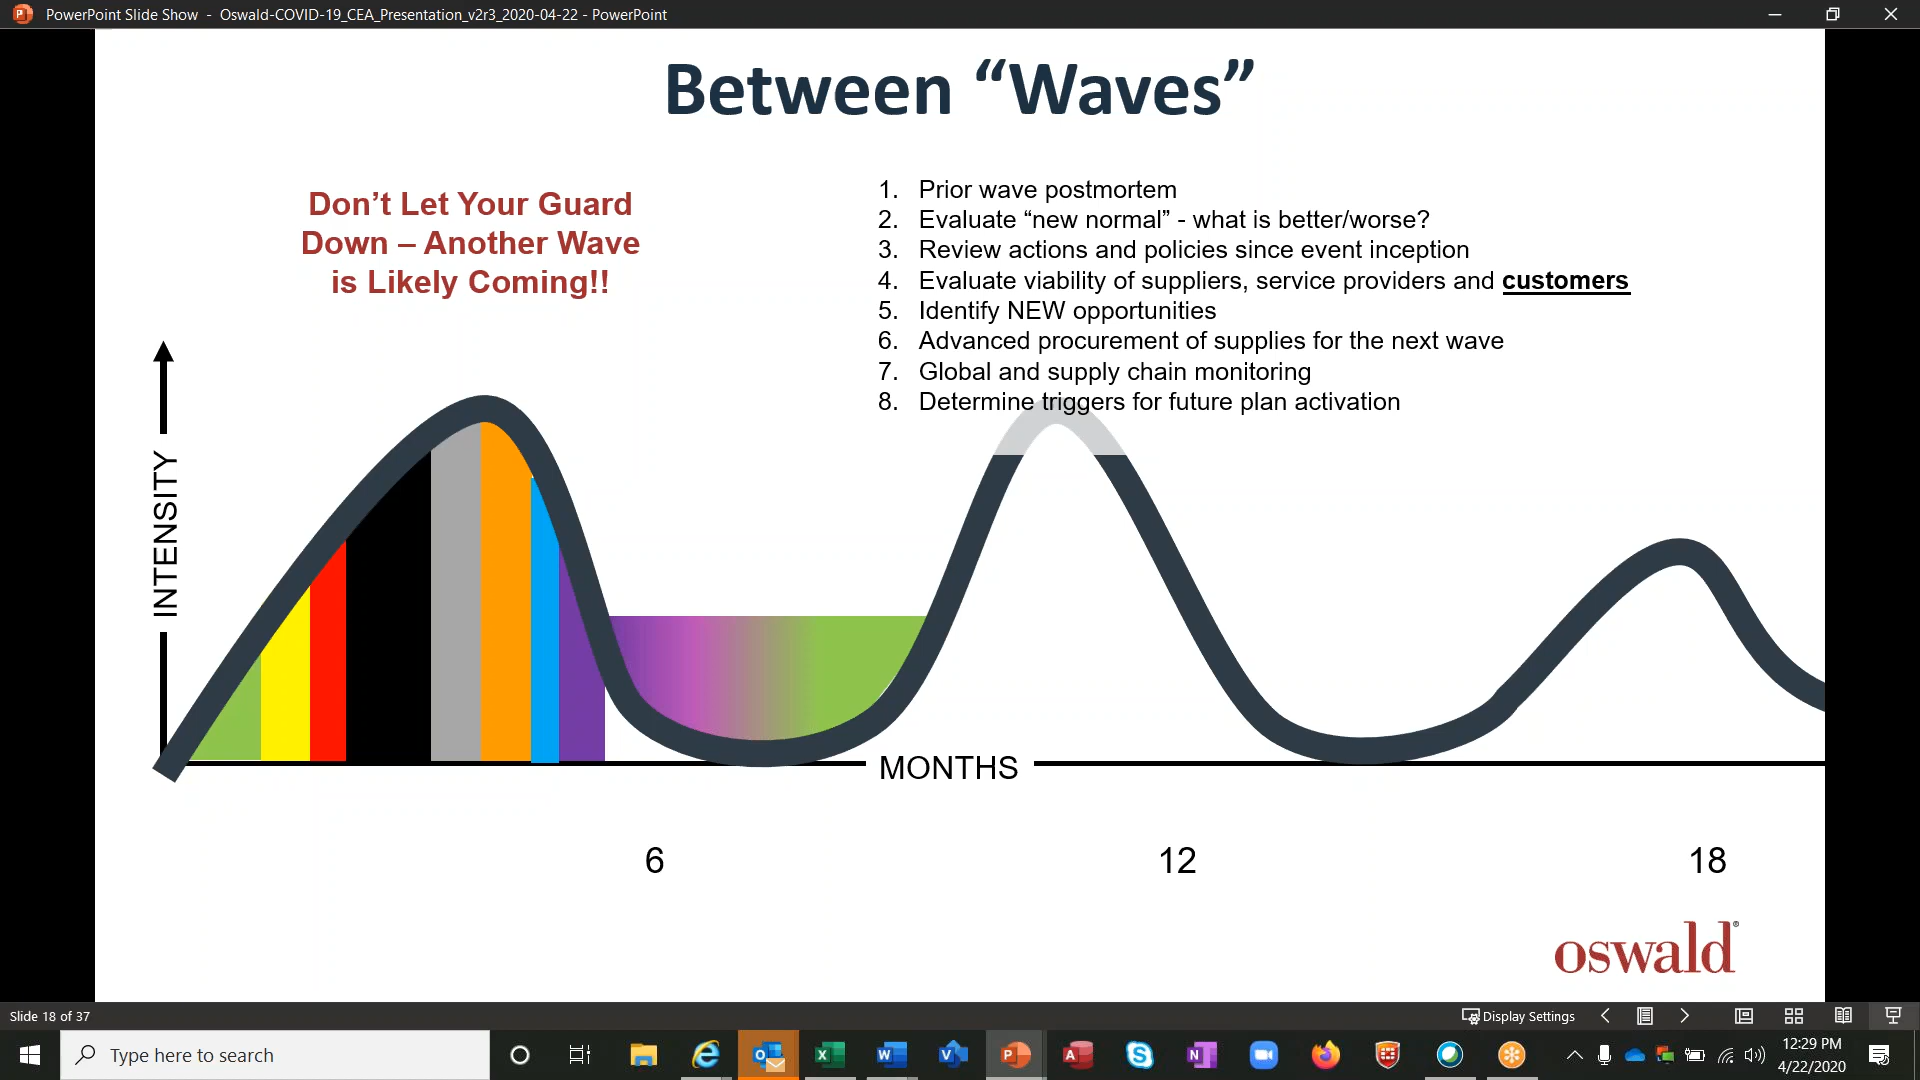 PowerPoint Slide Show - Oswald-COVID-19_CEA_Presentation_v2r3_2020-04-22 - PowerPoint
Between “Waves”
Don’t Let Your Guard
Down – Another Wave
is Likely Coming!!
1. Prior wave postmortem
2. Evaluate “new normal” - what is better/worse?
3. Review actions and policies since event inception
4. Evaluate viability of suppliers, service providers and customers
5. Identify NEW opportunities
6. Advanced procurement of supplies for the next wave
7. Global and supply chain monitoring
8. Determine triggers for future plan activation
INTENSITY
MONTHS
6 12 18
oswald®
Slide 18 of 37
Display Settings
Type here to search
12:29 PM
4/22/2020